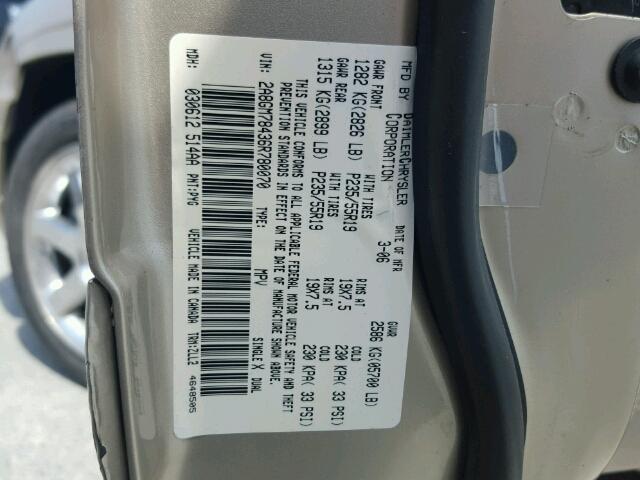 MFD BY DAIMLERCHRYSLER CORPORATION
DATE OF MFR 3-06
GVWR 2586 KG(05700 LB)
GAWR FRONT 1282 KG(2826 LB)
WITH TIRES P235/55R19
RIMS AT 19X7.5
COLD 230 KPA( 33 PSI)
GAWR REAR 1315 KG(2899 LB)
WITH TIRES P235/55R19
RIMS AT 19X7.5
COLD 230 KPA( 33 PSI)
THIS VEHICLE CONFORMS TO ALL APPLICABLE FEDERAL MOTOR VEHICLE SAFETY AND THEFT
PREVENTION STANDARDS IN EFFECT ON THE DATE OF MANUFACTURE SHOWN ABOVE.
VIN: 2A8GM78436R780070 TYPE: MPV SINGLE X DUAL
MDH: 030612 514AA PNT:PYG
VEHICLE MADE IN CANADA TRM:ZLL2 4648505